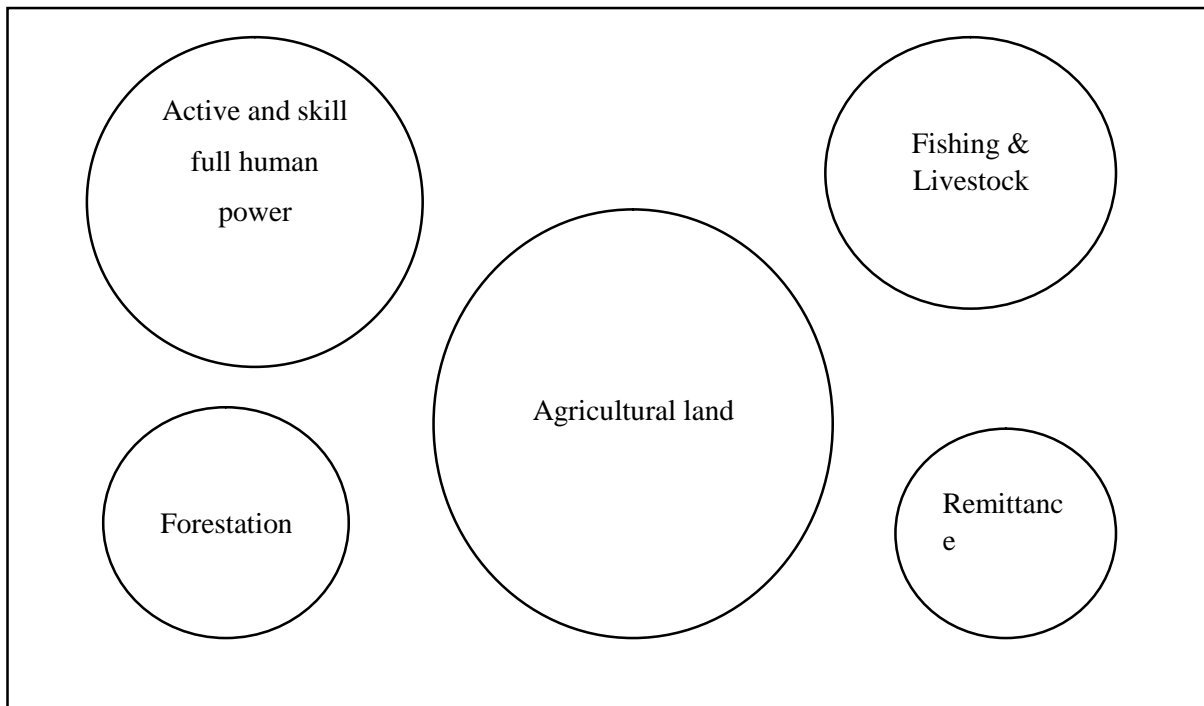 Active and skill
full human
power
Fishing &
Livestock
Agricultural land
Forestation
Remittanc
e